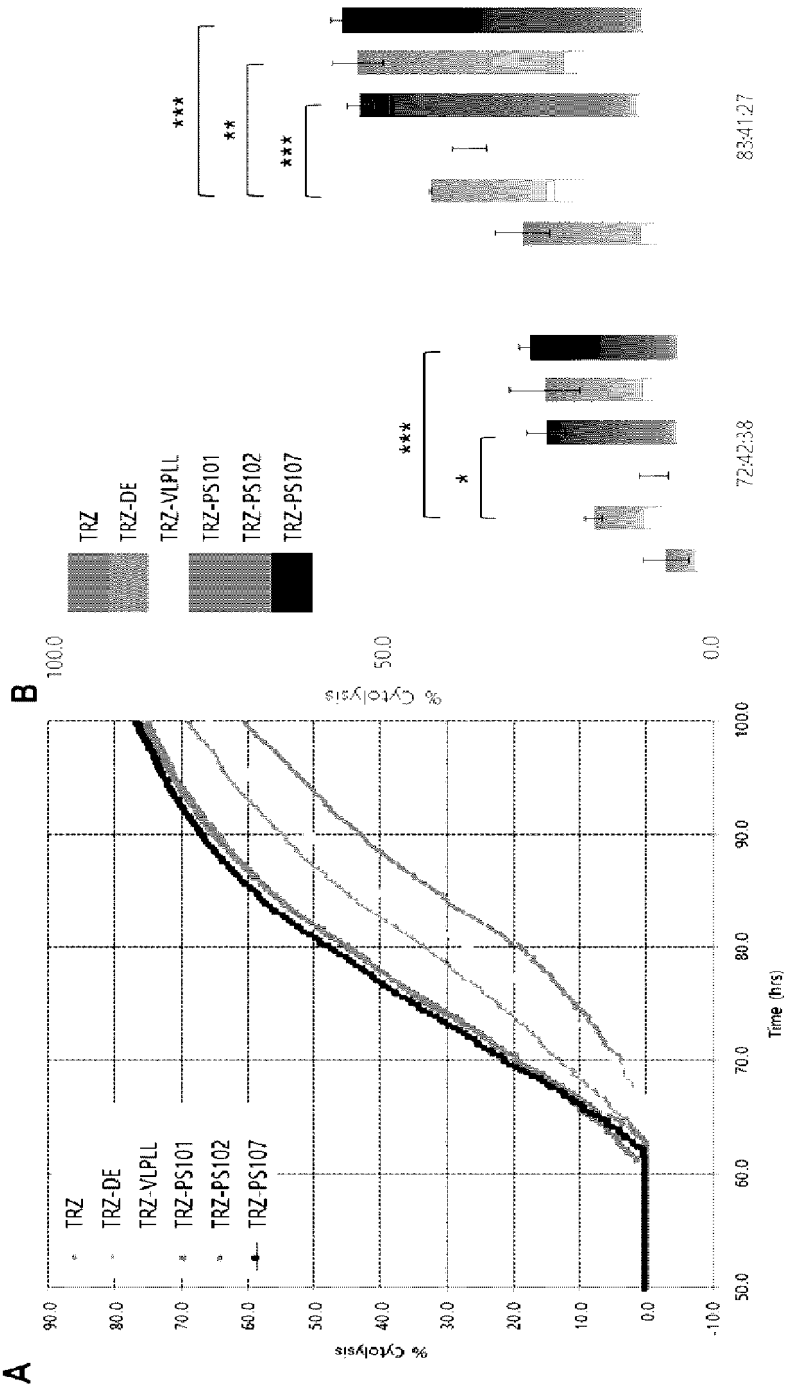 A
90.0
80.0
70.0
60.0
50.0
40.0
30.0
20.0
10.0
0.0
-10.0
% Cytolysis
TRZ
TRZ-DE
TRZ-VLPLL
TRZ-PS101
TRZ-PS102
TRZ-PS107
50.0
60.0
70.0
80.0
90.0
100.0
Time (hrs)
B
100.0
50.0
0.0
% Cytolysis
TRZ
TRZ-DE
TRZ-VLPLL
TRZ-PS101
TRZ-PS102
TRZ-PS107
***
*
***
**
***
72:42:38
83:41:27